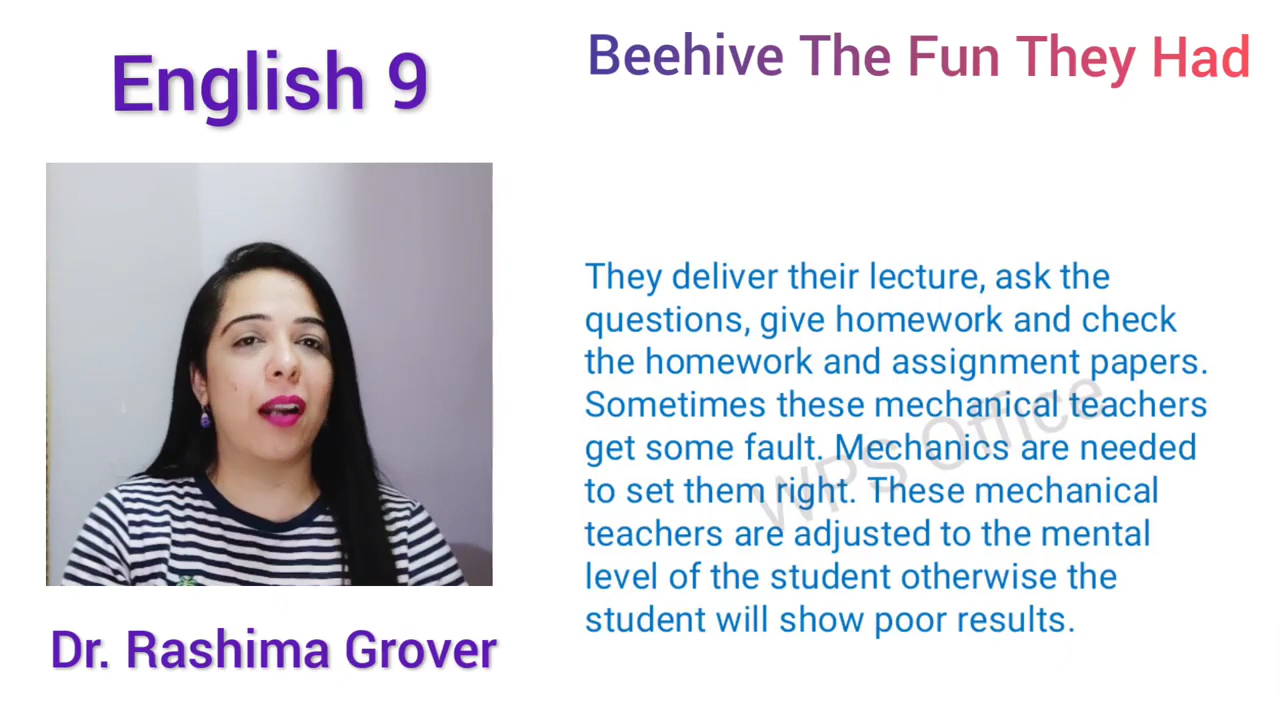 English 9
Beehive The Fun They Had
They deliver their lecture, ask the
questions, give homework and check
the homework and assignment papers.
Sometimes these mechanical teachers
get some fault. Mechanics are needed
to set them right. These mechanical
teachers are adjusted to the mental
level of the student otherwise the
student will show poor results.
WPS Office
Dr. Rashima Grover